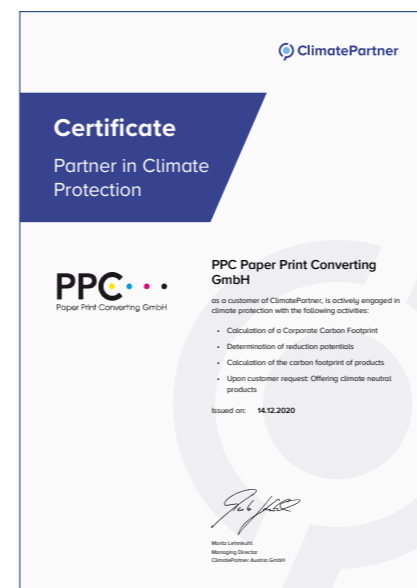 ClimatePartner
Certificate
Partner in Climate
Protection
PPC
Paper Print Converting GmbH
PPC Paper Print Converting
GmbH
as a customer of ClimatePartner, is actively engaged in
climate protection with the following activities:
• Calculation of a Corporate Carbon Footprint
• Determination of reduction potentials
• Calculation of the carbon footprint of products
• Upon customer request: Offering climate neutral
products
Issued on: 14.12.2020
Moritz Lehmkuhl
Managing Director
ClimatePartner Austria GmbH